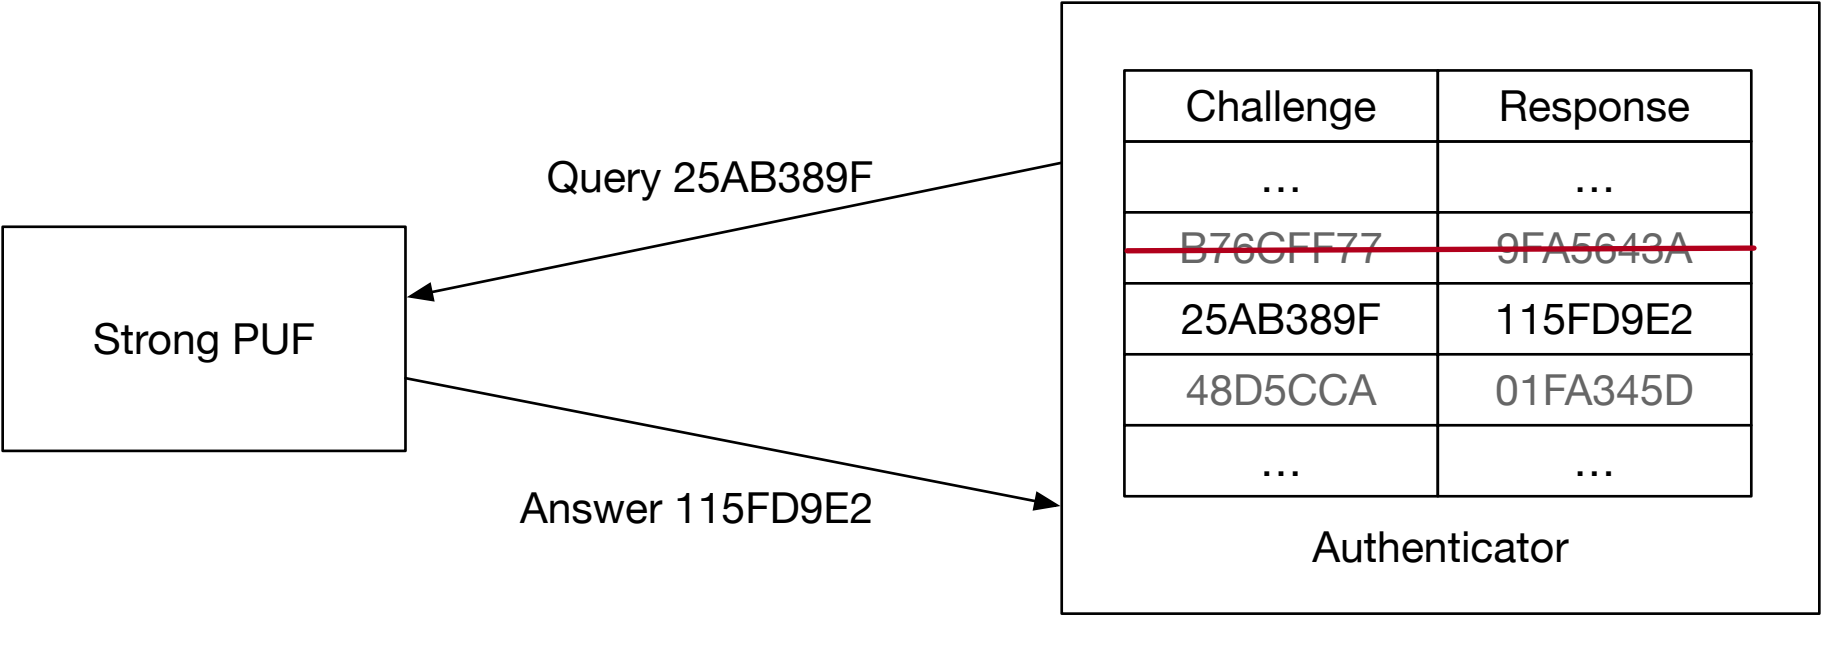 Challenge Response
... ...
Query 25AB389F
B76CFF77 9FA5643A
Strong PUF
25AB389F 115FD9E2
48D5CCA 01FA345D
... ...
Answer 115FD9E2
Authenticator